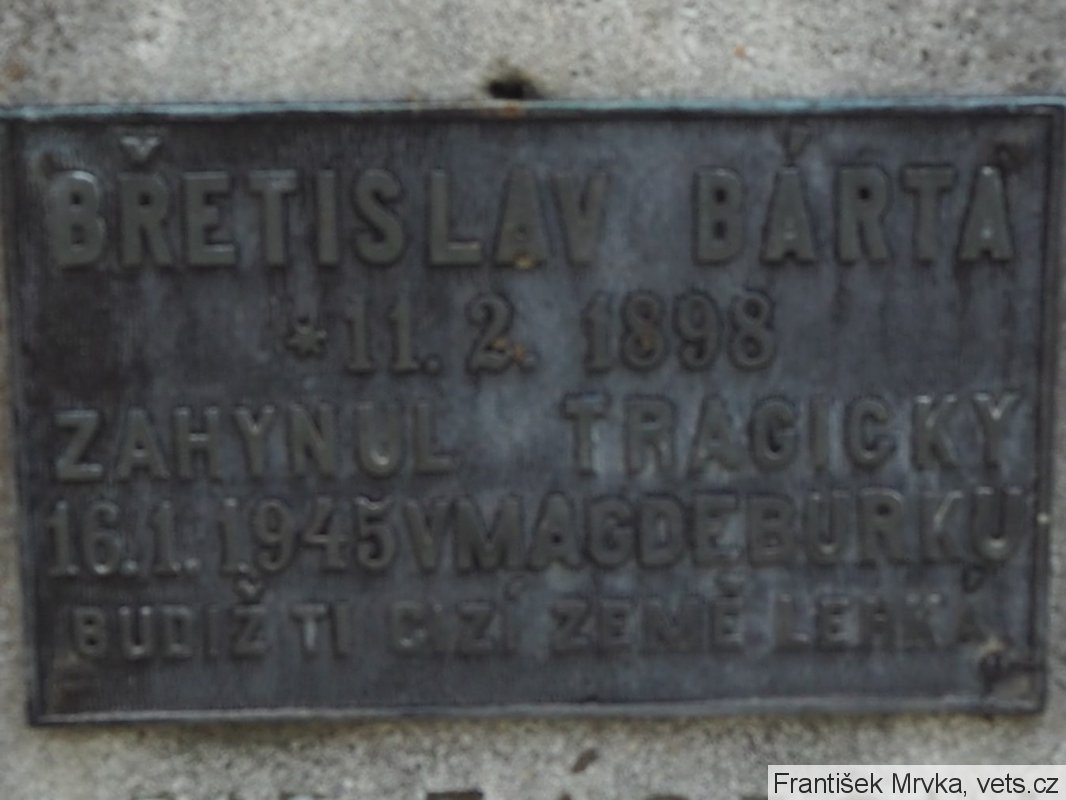 BŘETISLAV BÁRTA
*11. 2. 1898
ZAHYNUL TRAGICKY
16.1. 1945 V MAGDEBURKU
BUDIŽ TI CIZÍ ZEMĚ LEHKÁ.
František Mrvka, vets.cz